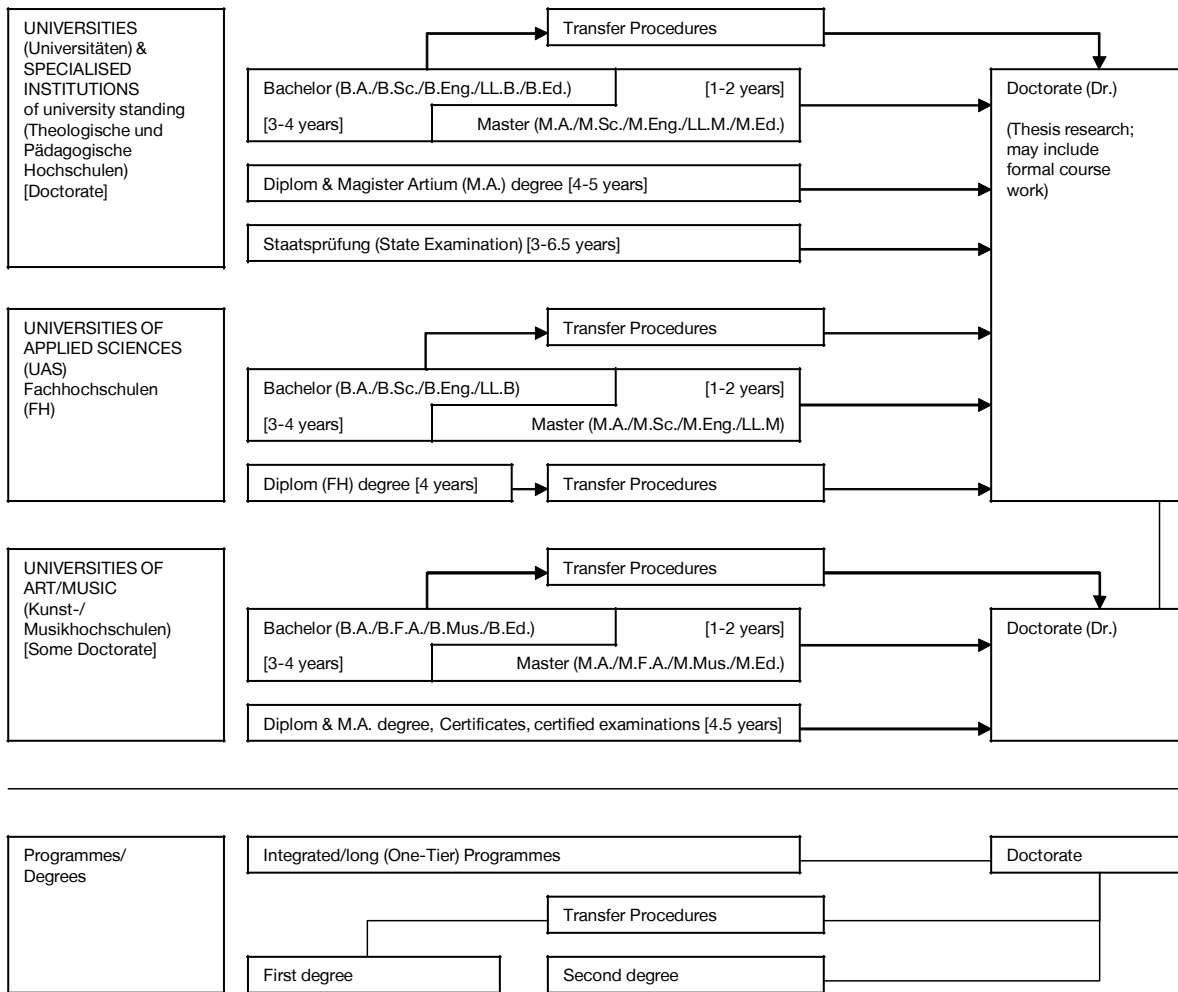 UNIVERSITIES
(Universitäten) &
SPECIALISED
INSTITUTIONS
of university standing
(Theologische und
Pädagogische
Hochschulen)
[Doctorate]
Transfer Procedures
Bachelor (B.A./B.Sc./B.Eng./LL.B./B.Ed.)
[1-2 years]
[3-4 years]
Master (M.A./M.Sc./M.Eng./LL.M./M.Ed.)
Diplom & Magister Artium (M.A.) degree [4-5 years]
Staatsprüfung (State Examination) [3-6.5 years]
Doctorate (Dr.)
(Thesis research;
may include
formal course
work)
UNIVERSITIES OF
APPLIED SCIENCES
(UAS)
Fachhochschulen
(FH)
Transfer Procedures
Bachelor (B.A./B.Sc./B.Eng./LL.B)
[1-2 years]
[3-4 years]
Master (M.A./M.Sc./M.Eng./LL.M)
Diplom (FH) degree [4 years]
Transfer Procedures
UNIVERSITIES OF
ART/MUSIC
(Kunst-/
Musikhochschulen)
[Some Doctorate]
Transfer Procedures
Bachelor (B.A./B.F.A./B.Mus./B.Ed.)
[1-2 years]
[3-4 years]
Master (M.A./M.F.A./M.Mus./M.Ed.)
Diplom & M.A. degree, Certificates, certified examinations [4.5 years]
Doctorate (Dr.)
Programmes/
Degrees
Integrated/long (One-Tier) Programmes
Doctorate
Transfer Procedures
First degree
Second degree